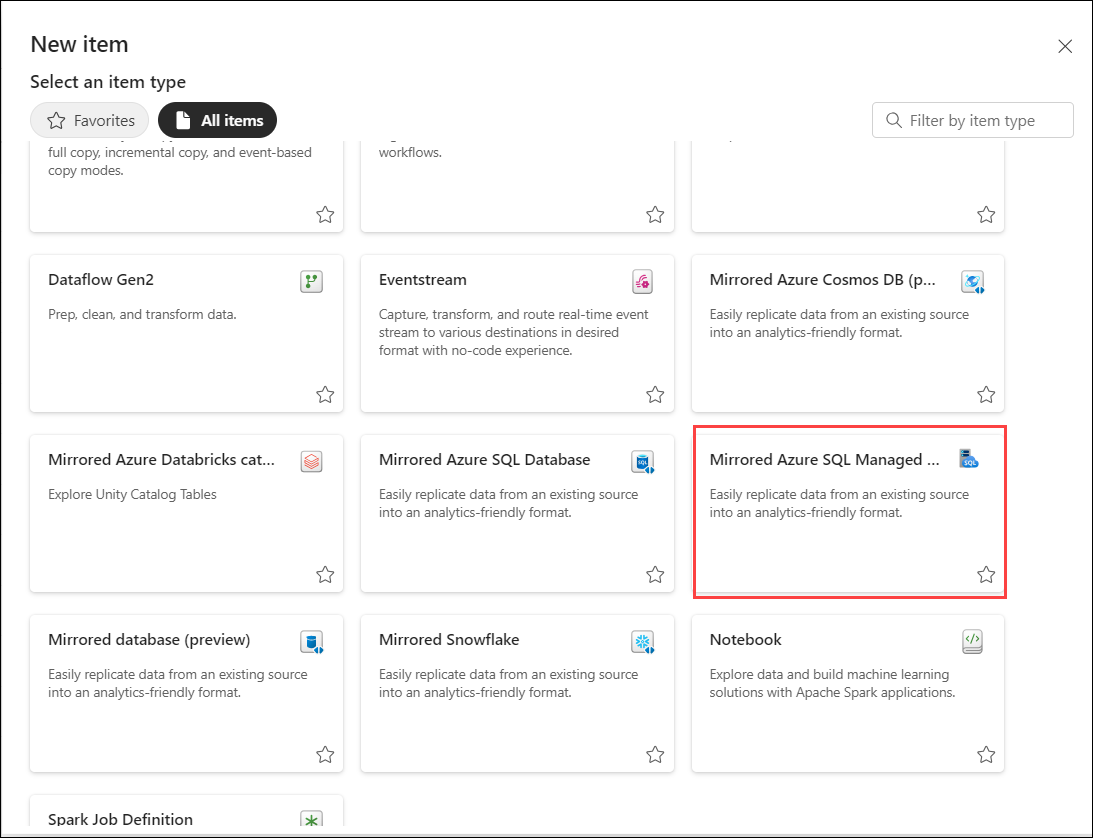 New item
Select an item type
Favorites
All items
Filter by item type
full copy, incremental copy, and event-based
copy modes.
workflows.
Dataflow Gen2
Prep, clean, and transform data.
Eventstream
Capture, transform, and route real-time event
stream to various destinations in desired
format with no-code experience.
Mirrored Azure Cosmos DB (p...
Easily replicate data from an existing source
into an analytics-friendly format.
Mirrored Azure Databricks cat...
Explore Unity Catalog Tables
Mirrored Azure SQL Database
SQL
Easily replicate data from an existing source
into an analytics-friendly format.
Mirrored Azure SQL Managed ...
SQL
Easily replicate data from an existing source
into an analytics-friendly format.
Mirrored database (preview)
Easily replicate data from an existing source
into an analytics-friendly format.
Mirrored Snowflake
Easily replicate data from an existing source
into an analytics-friendly format.
Notebook
Explore data and build machine learning
solutions with Apache Spark applications.
Spark Job Definition